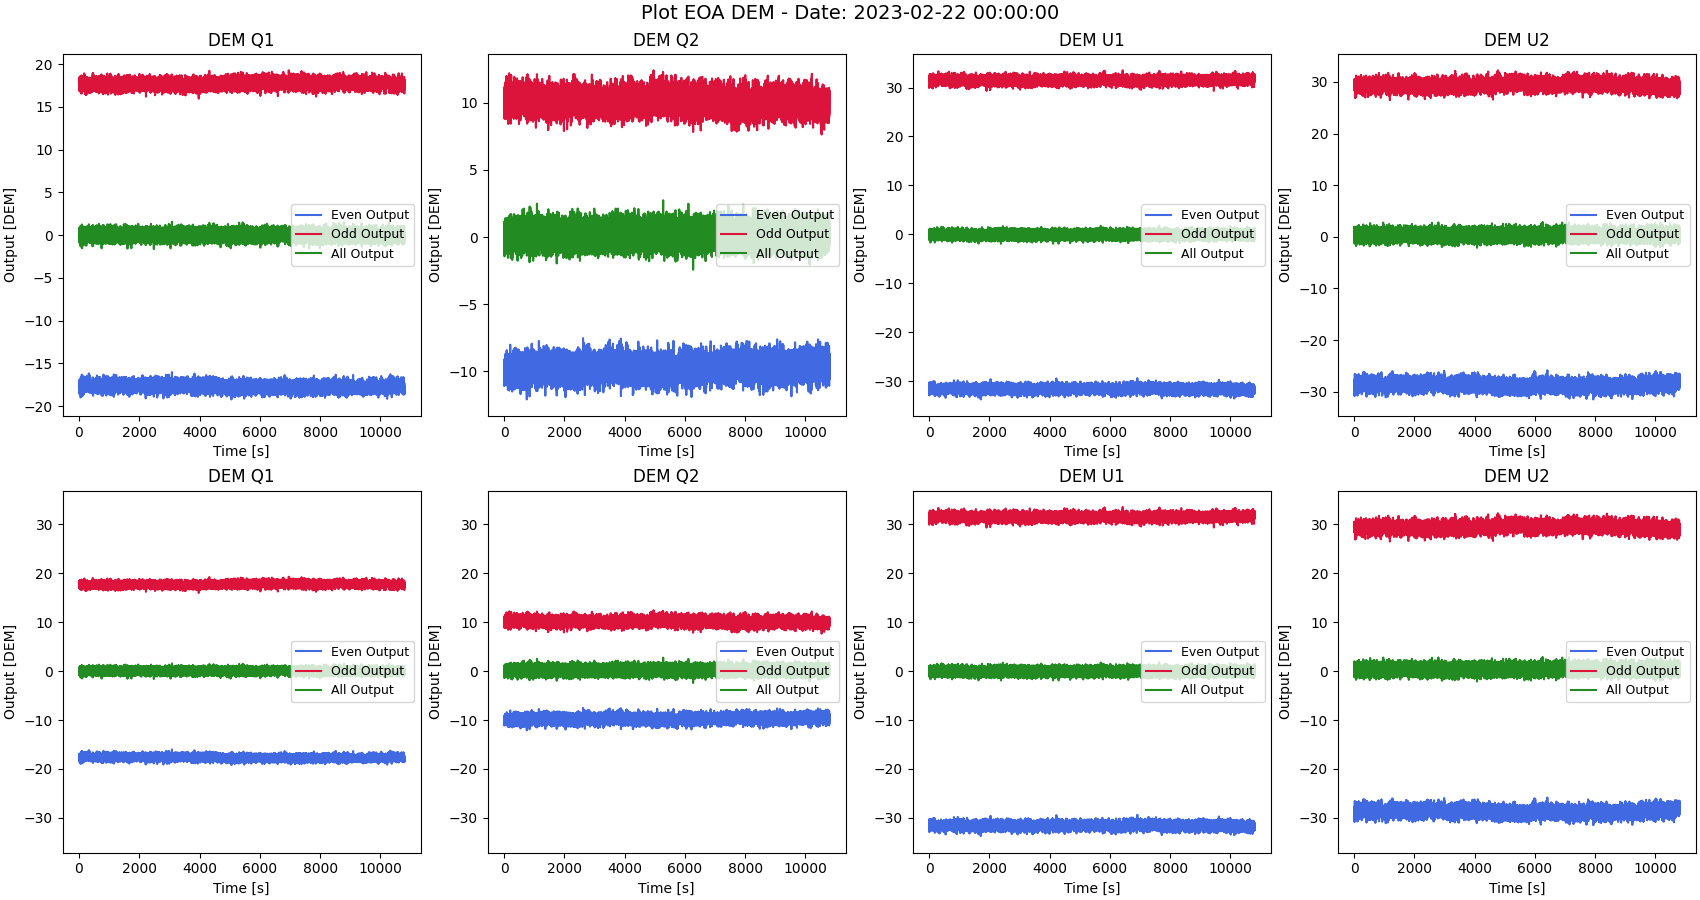 Plot EOA DEM - Date: 2023-02-22 00:00:00
DEM Q1
Output [DEM]
20
15
10
5
0
−5
−10
−15
−20
Even Output
Odd Output
All Output
0 2000 4000 6000 8000 10000
Time [s]
DEM Q2
Output [DEM]
10
5
0
−5
−10
Even Output
Odd Output
All Output
0 2000 4000 6000 8000 10000
Time [s]
DEM U1
Output [DEM]
30
20
10
0
−10
−20
−30
Even Output
Odd Output
All Output
0 2000 4000 6000 8000 10000
Time [s]
DEM U2
Output [DEM]
30
20
10
0
−10
−20
−30
Even Output
Odd Output
All Output
0 2000 4000 6000 8000 10000
Time [s]
DEM Q1
Output [DEM]
30
20
10
0
−10
−20
−30
Even Output
Odd Output
All Output
0 2000 4000 6000 8000 10000
Time [s]
DEM Q2
Output [DEM]
30
20
10
0
−10
−20
−30
Even Output
Odd Output
All Output
0 2000 4000 6000 8000 10000
Time [s]
DEM U1
Output [DEM]
30
20
10
0
−10
−20
−30
Even Output
Odd Output
All Output
0 2000 4000 6000 8000 10000
Time [s]
DEM U2
Output [DEM]
30
20
10
0
−10
−20
−30
Even Output
Odd Output
All Output
0 2000 4000 6000 8000 10000
Time [s]